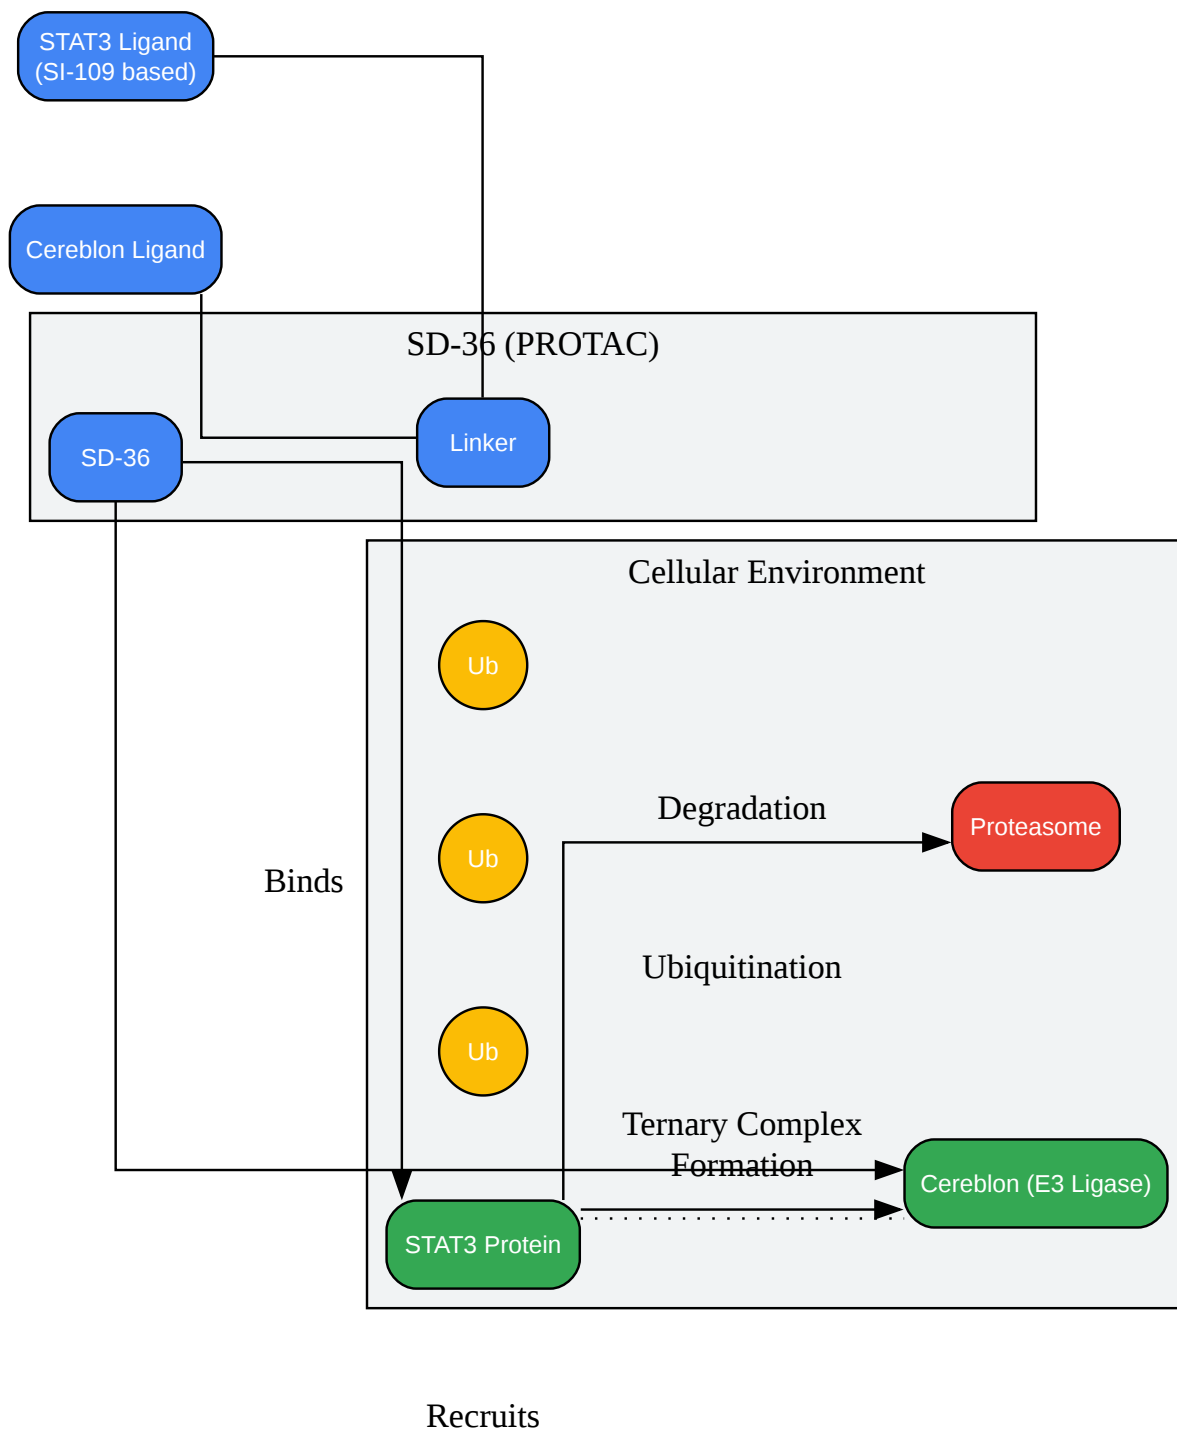 STAT3 Ligand
(SI-109 based)
Cereblon Ligand
SD-36 (PROTAC)
SD-36
Linker
Cellular Environment
Ub
Degradation
Proteasome
Ub
Binds
Ubiquitination
Ub
Ternary Complex
Formation
Cereblon (E3 Ligase)
STAT3 Protein
Recruits